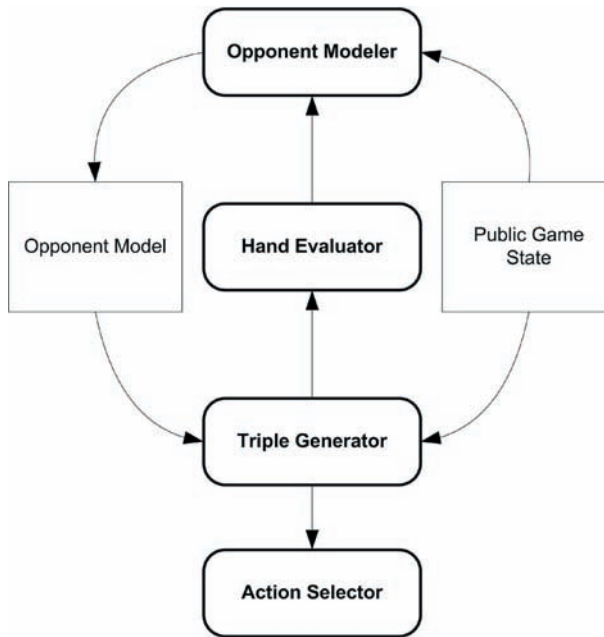 Opponent Modeler
Opponent Model
Hand Evaluator
Public Game
State
Triple Generator
Action Selector